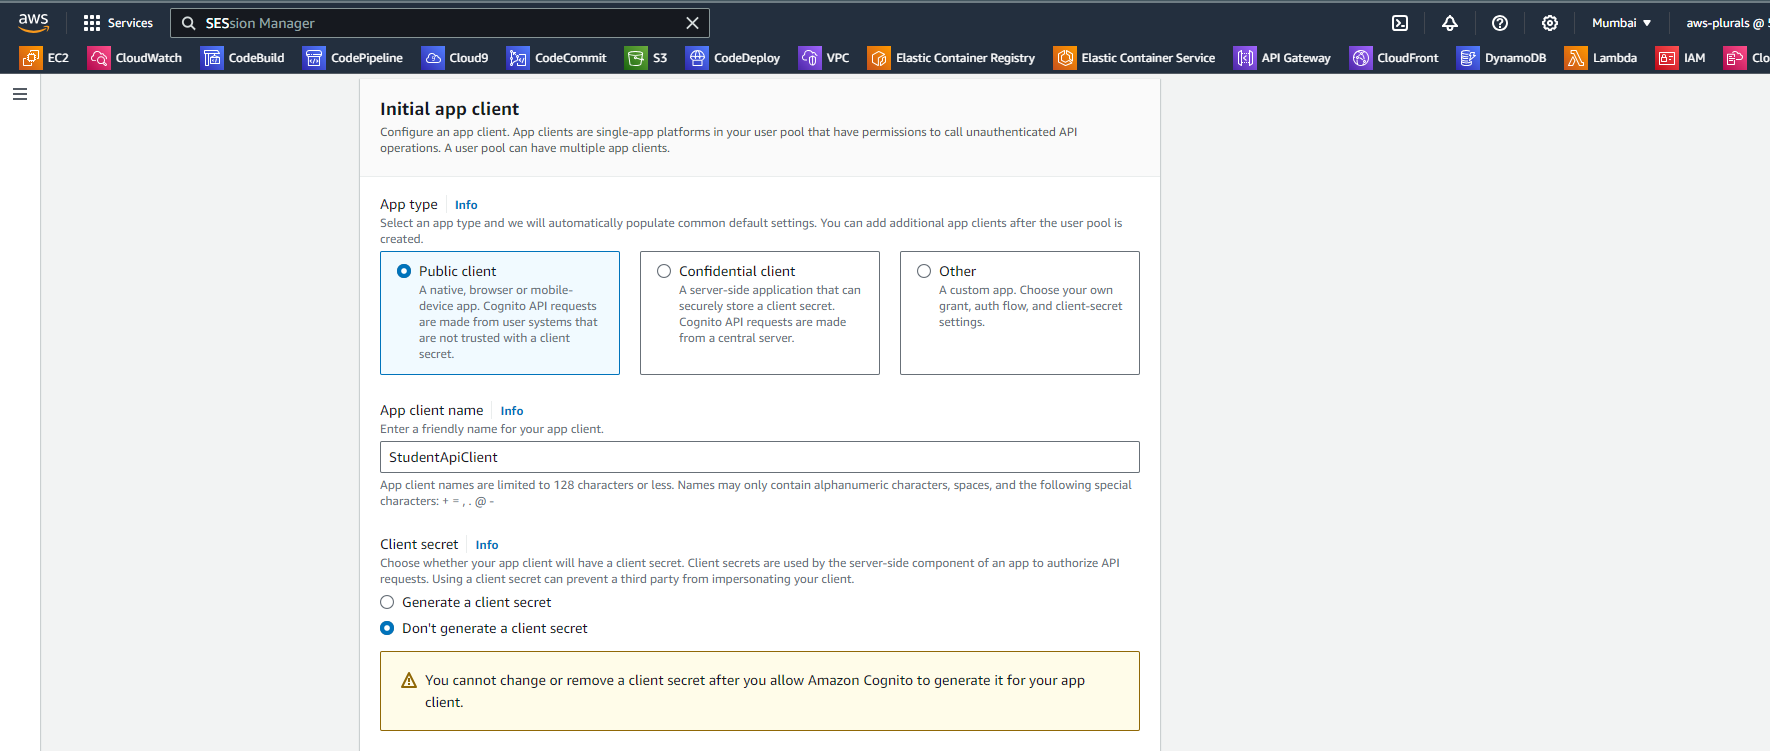 aws
Services
SESsion Manager
Mumbai
aws-plurals @
EC2
CloudWatch
CodeBuild
CodePipeline
Cloud9
CodeCommit
S3
CodeDeploy
VPC
Elastic Container Registry
Elastic Container Service
API Gateway
CloudFront
DynamoDB
Lambda
IAM
Clo
Initial app client
Configure an app client. App clients are single-app platforms in your user pool that have permissions to call unauthenticated API
operations. A user pool can have multiple app clients.
App type
Info
Select an app type and we will automatically populate common default settings. You can add additional app clients after the user pool is
created.
Public client
A native, browser or mobile-
device app. Cognito API requests
are made from user systems that
are not trusted with a client
secret.
Confidential client
A server-side application that can
securely store a client secret.
Cognito API requests are made
from a central server.
Other
A custom app. Choose your own
grant, auth flow, and client-secret
settings.
App client name
Info
Enter a friendly name for your app client.
StudentApiClient
App client names are limited to 128 characters or less. Names may only contain alphanumeric characters, spaces, and the following special
characters: + = , . @ -
Client secret
Info
Choose whether your app client will have a client secret. Client secrets are used by the server-side component of an app to authorize API
requests. Using a client secret can prevent a third party from impersonating your client.
Generate a client secret
Don't generate a client secret
You cannot change or remove a client secret after you allow Amazon Cognito to generate it for your app
client.